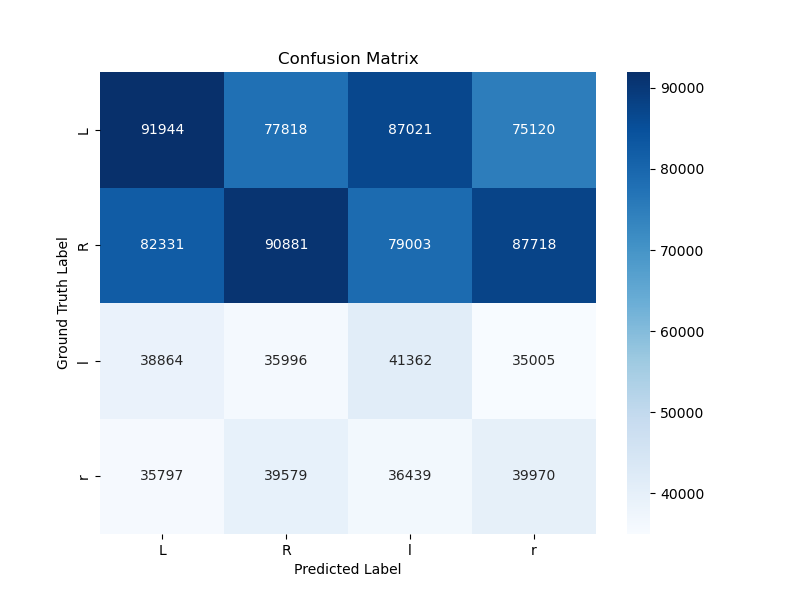 Confusion Matrix
L 91944 77818 87021 75120
R 82331 90881 79003 87718
l 38864 35996 41362 35005
r 35797 39579 36439 39970
L R l r
Predicted Label
Ground Truth Label
90000
80000
70000
60000
50000
40000